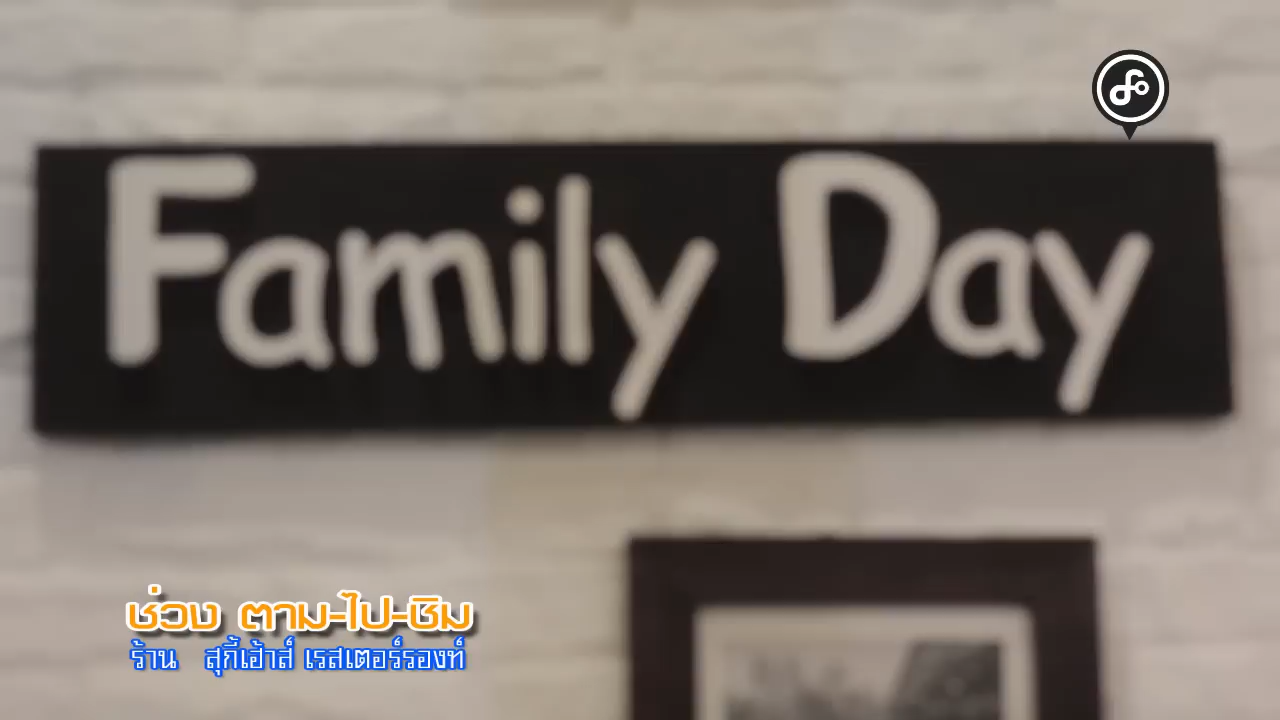 Family Day
ช่วง ตาม-ไป-ชิม
ร้าน สุกี้เฮ้าส์ เรสเตอร์รองท์